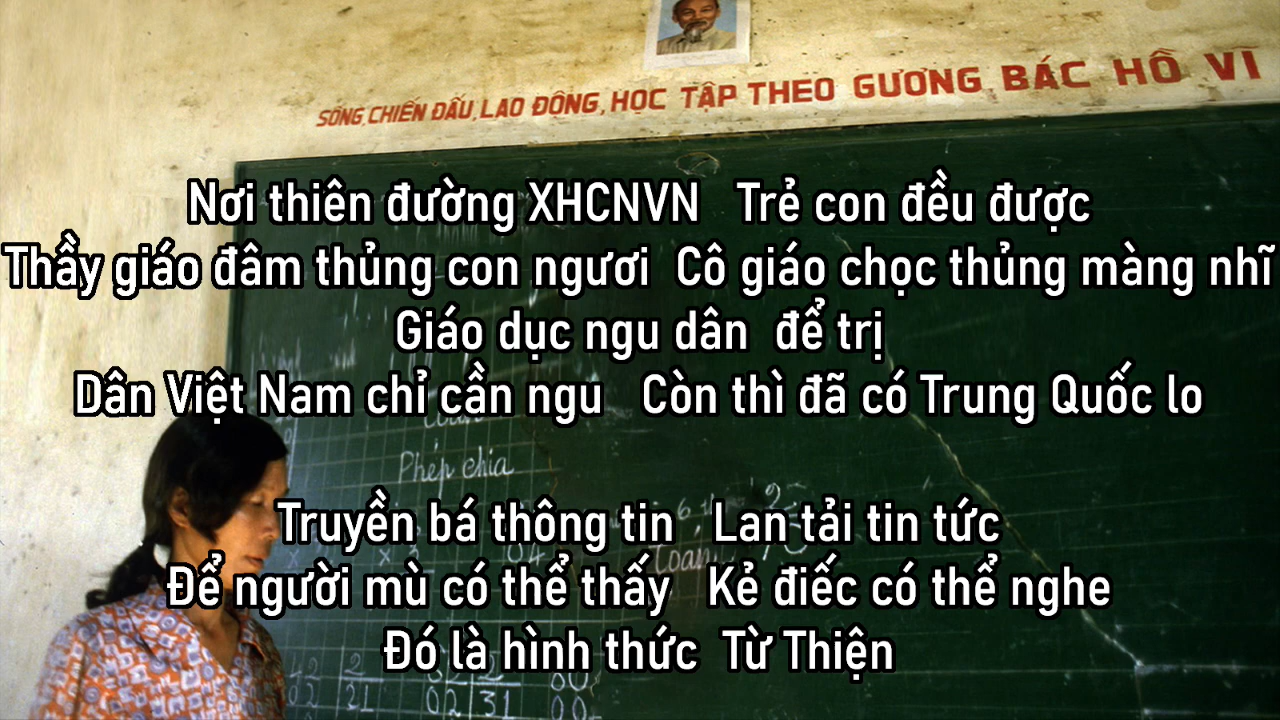 SỐNG, CHIẾN ĐẤU, LAO ĐỘNG, HỌC TẬP THEO GƯƠNG BÁC HỒ VĨ
Nơi thiên đường XHCNVN Trẻ con đều được
Thầy giáo đâm thủng con ngươi Cô giáo chọc thủng màng nhĩ
Giáo dục ngu dân để trị
Dân Việt Nam chỉ cần ngu Còn thì đã có Trung Quốc lo
Toán
Phép chia
Truyền bá thông tin Lan tải tin tức
Toán
Để người mù có thể thấy Kẻ điếc có thể nghe
Đó là hình thức Từ Thiện